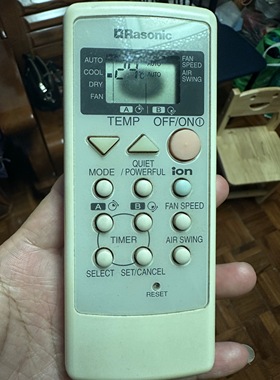 Rasonic
AUTO
COOL
DRY
FAN
AUTO
AUTO
FAN SPEED
AIR SWING
A B
TEMP OFF/ON
MODE
QUIET /POWERFUL
ion
A B
FAN SPEED
TIMER
AIR SWING
SELECT
SET/CANCEL
RESET